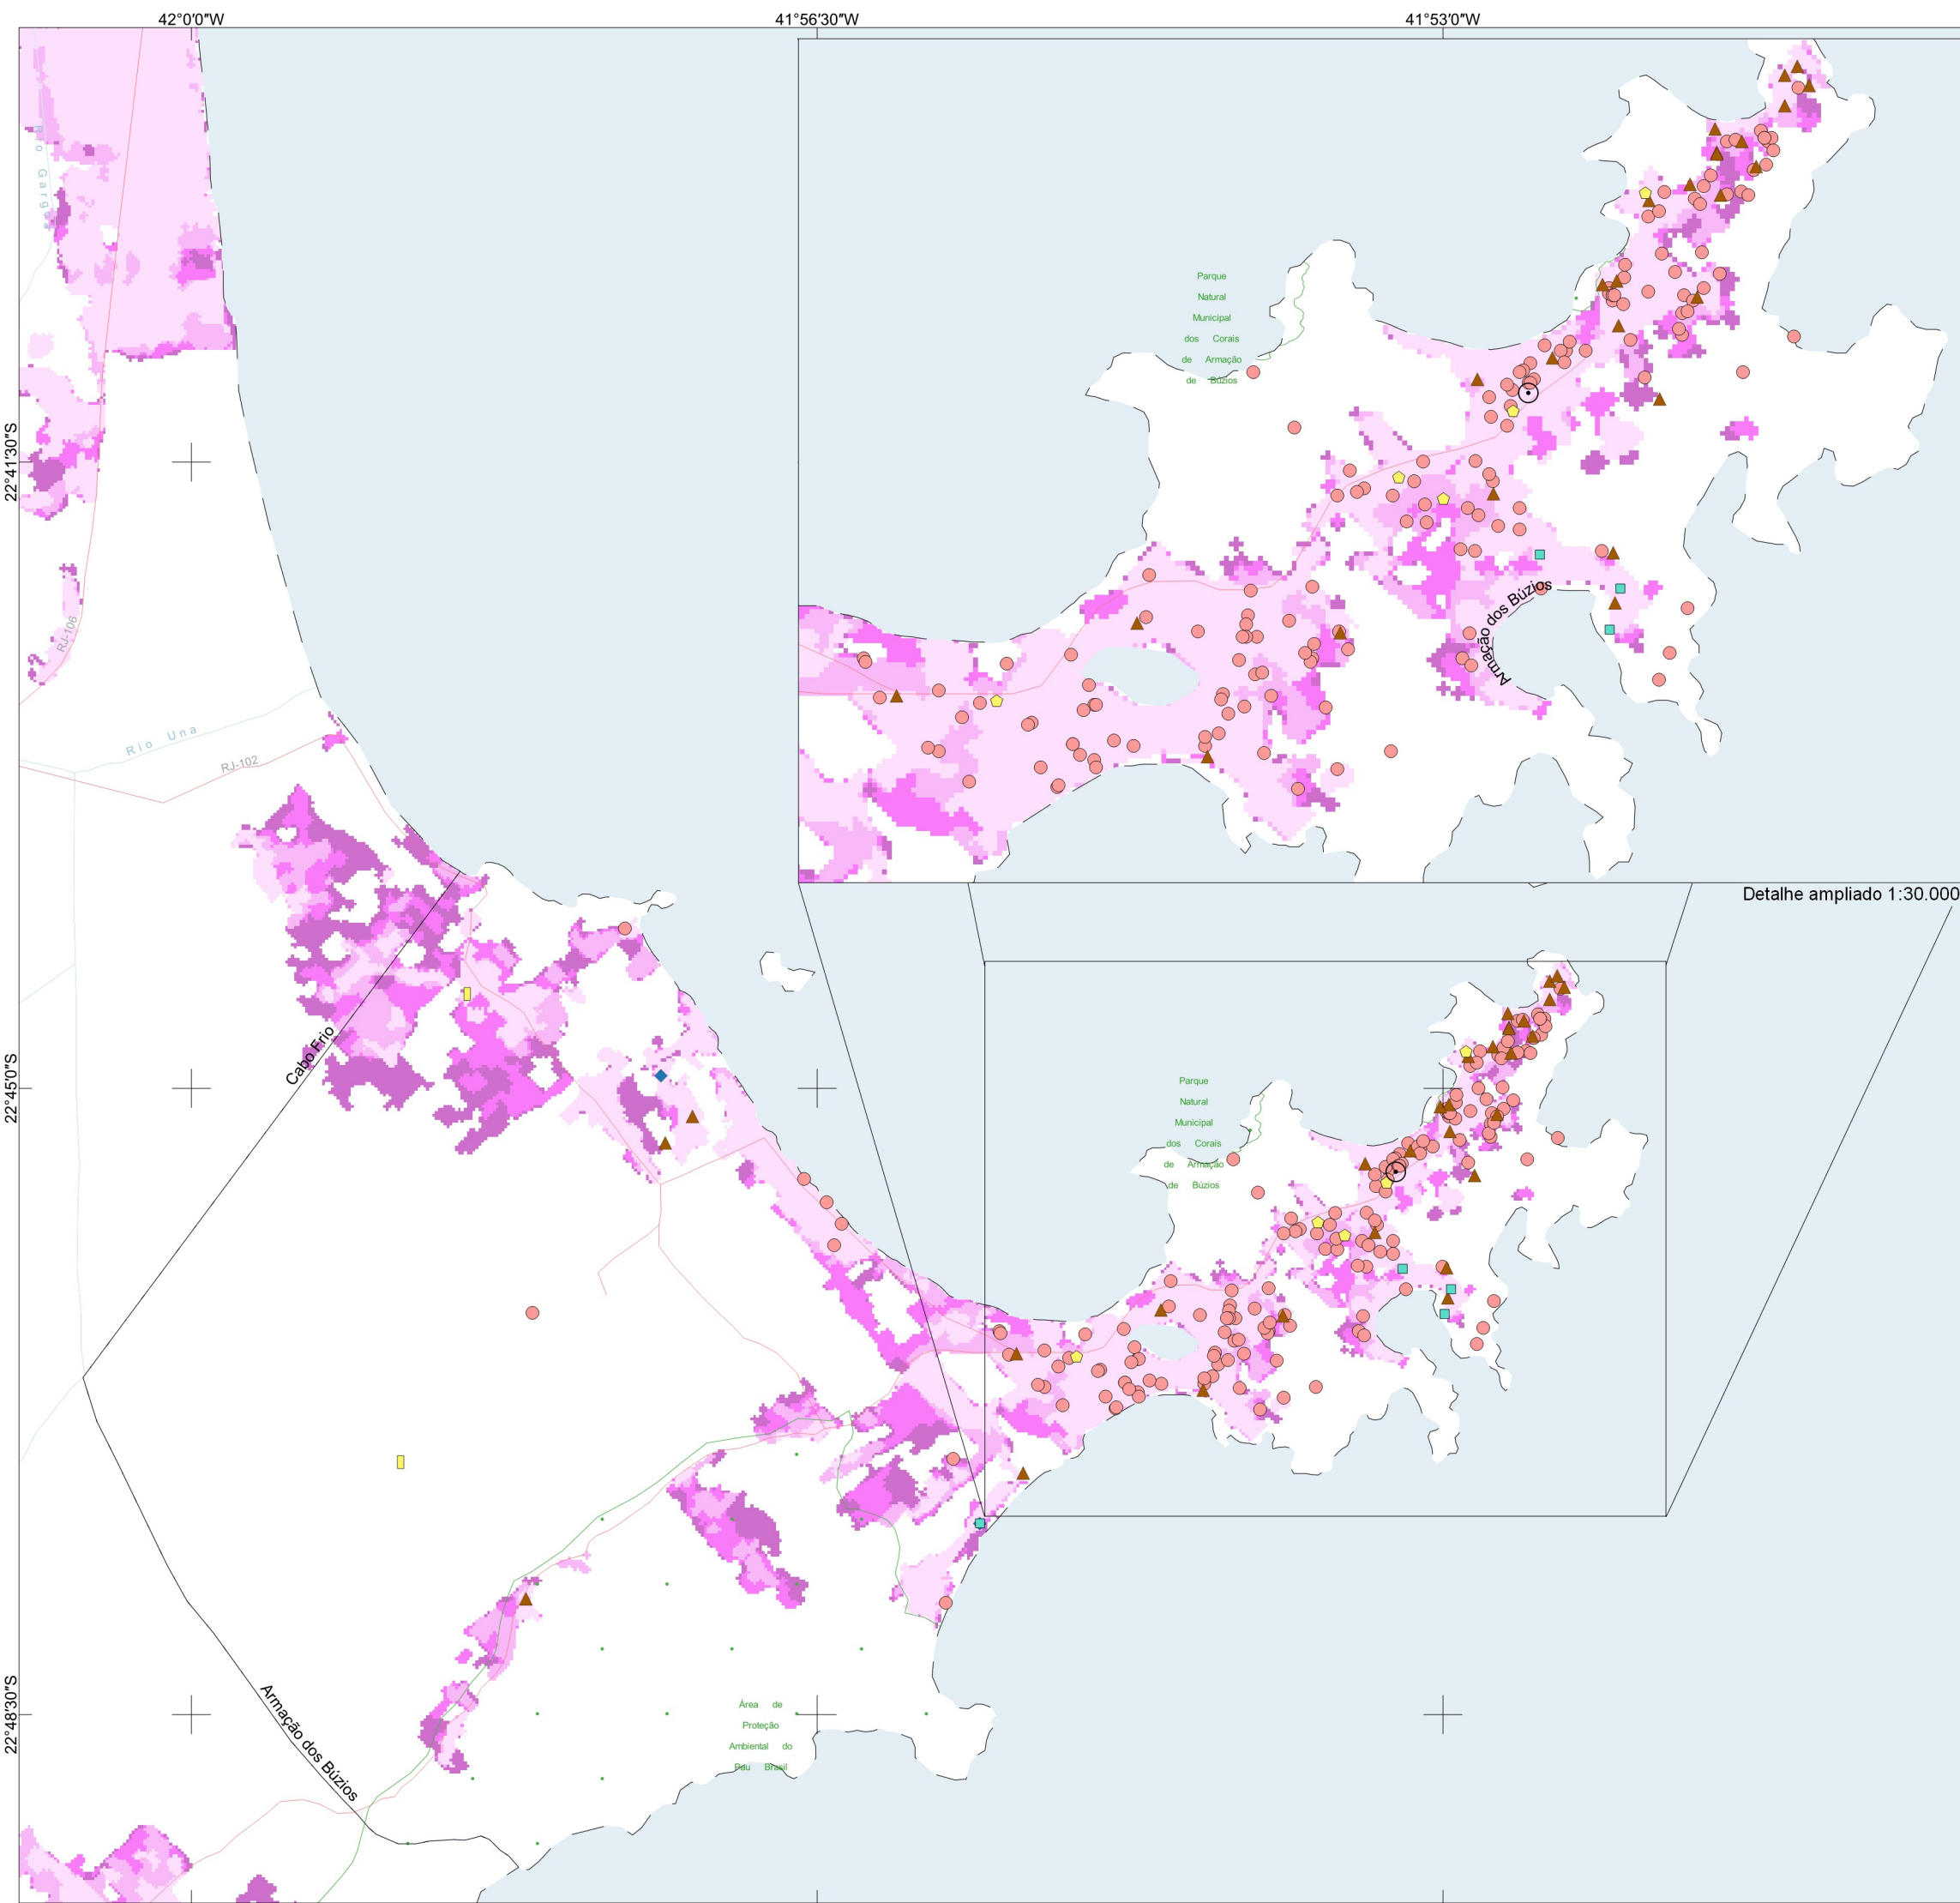 42°0'0"W
41°56'30"W
41°53'0"W
Rio Gargoá
Parque
Natural
Municipal
dos Corais
de Armação
de Búzios
22°41'30"S
Armação dos Búzios
RJ-106
Rio Una
RJ-102
Detalhe ampliado 1:30.000
Cabo Frio
22°45'0"S
Parque
Natural
Municipal
dos Corais
de Armação
de Búzios
22°48'30"S
Armação dos Búzios
Área de
Proteção
Ambiental do
Pau Brasil